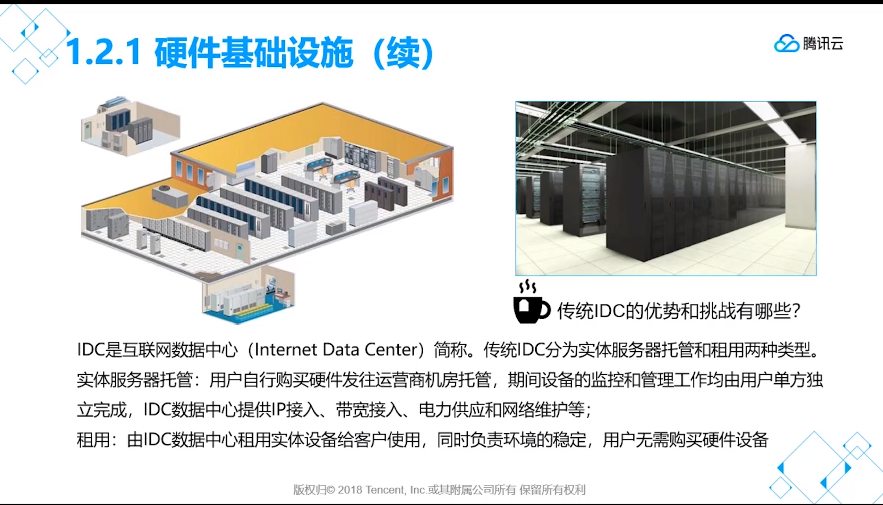 1.2.1 硬件基础设施（续）
腾讯云
传统IDC的优势和挑战有哪些？
IDC是互联网数据中心（Internet Data Center）简称。传统IDC分为实体服务器托管和租用两种类型。
实体服务器托管：用户自行购买硬件发往运营商机房托管，期间设备的监控和管理工作均由用户单方独
立完成，IDC数据中心提供IP接入、带宽接入、电力供应和网络维护等；
租用：由IDC数据中心租用实体设备给客户使用，同时负责环境的稳定，用户无需购买硬件设备
版权归© 2018 Tencent, Inc.或其附属公司所有 保留所有权利